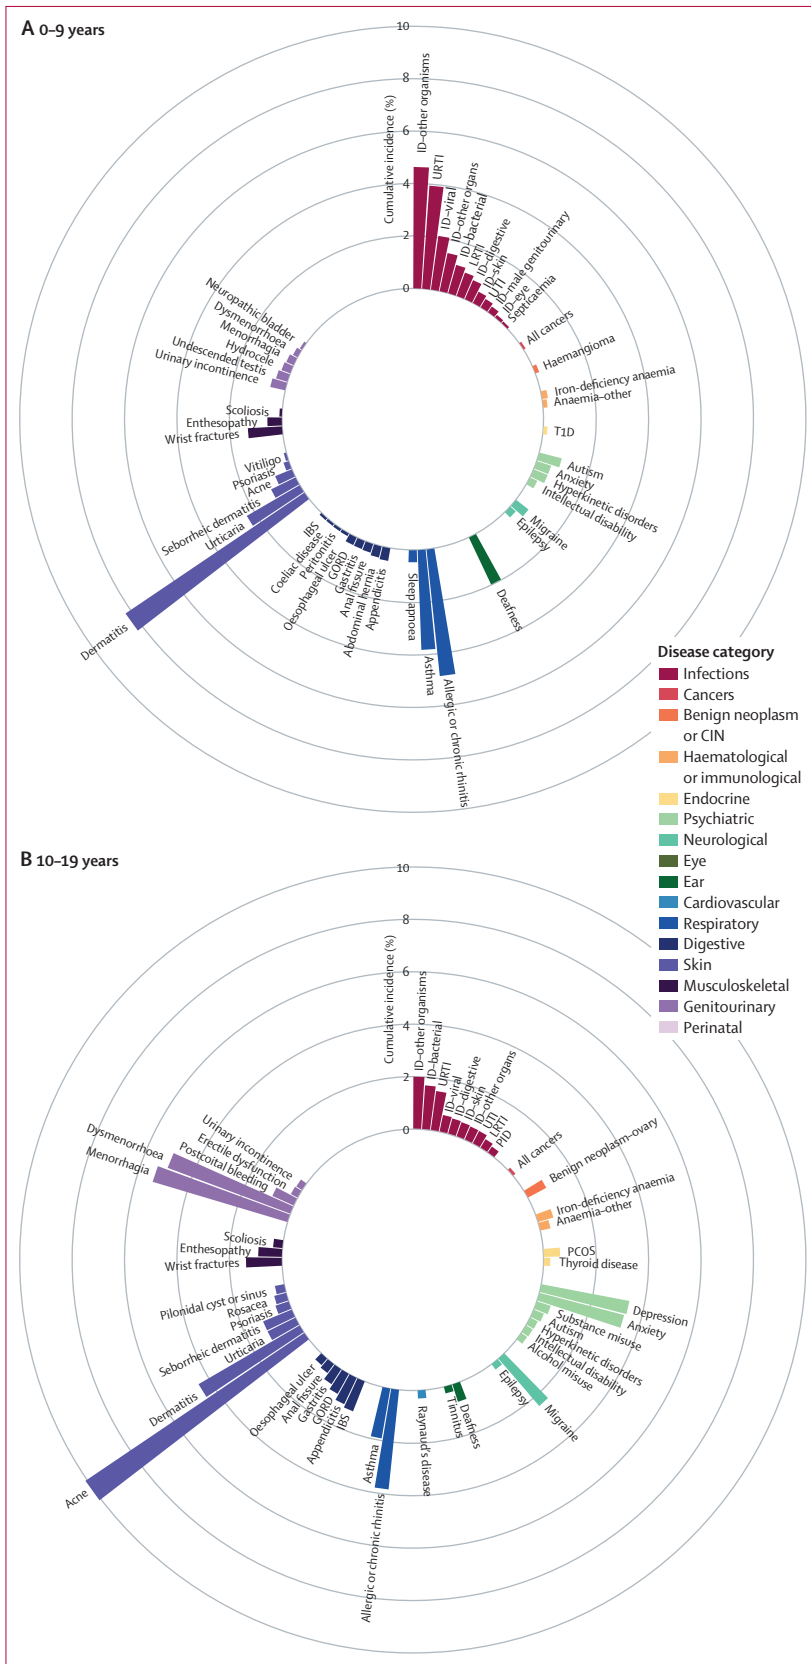 A 0–9 years
10
8
6
4
2
0
Cumulative incidence (%)
ID–other organisms
URTI
ID–viral
ID–other organs
ID–bacterial
LRTI
ID–digestive
ID–skin
UTI
ID–male genitourinary
ID–eye
Septicaemia
All cancers
Haemangioma
Iron-deficiency anaemia
Anaemia–other
T1D
Autism
Anxiety
Hyperkinetic disorders
Intellectual disability
Migraine
Epilepsy
Deafness
Allergic or chronic rhinitis
Asthma
Sleep apnoea
Appendicitis
Abdominal hernia
Anal fissure
Gastritis
GORD
Oesophageal ulcer
Peritonitis
Coeliac disease
IBS
Dermatitis
Urticaria
Seborrheic dermatitis
Acne
Psoriasis
Vitiligo
Wrist fractures
Enthesopathy
Scoliosis
Urinary incontinence
Undescended testis
Hydrocele
Menorrhagia
Dysmenorrhoea
Neuropathic bladder
Disease category
Infections
Cancers
Benign neoplasm
or CIN
Haematological
or immunological
Endocrine
Psychiatric
Neurological
Eye
Ear
Cardiovascular
Respiratory
Digestive
Skin
Musculoskeletal
Genitourinary
Perinatal
B 10–19 years
10
8
6
4
2
0
Cumulative incidence (%)
ID–other organisms
ID–bacterial
URTI
ID–viral
ID–digestive
ID–skin
ID–other organs
UTI
LRTI
PID
All cancers
Benign neoplasm–ovary
Iron-deficiency anaemia
Anaemia–other
PCOS
Thyroid disease
Depression
Anxiety
Substance misuse
Autism
Hyperkinetic disorders
Intellectual disability
Alcohol misuse
Migraine
Epilepsy
Deafness
Tinnitus
Raynaud's disease
Allergic or chronic rhinitis
Asthma
IBS
Appendicitis
GORD
Gastritis
Anal fissure
Oesophageal ulcer
Acne
Dermatitis
Urticaria
Seborrheic dermatitis
Psoriasis
Rosacea
Pilonidal cyst or sinus
Wrist fractures
Enthesopathy
Scoliosis
Menorrhagia
Dysmenorrhoea
Postcoital bleeding
Erectile dysfunction
Urinary incontinence